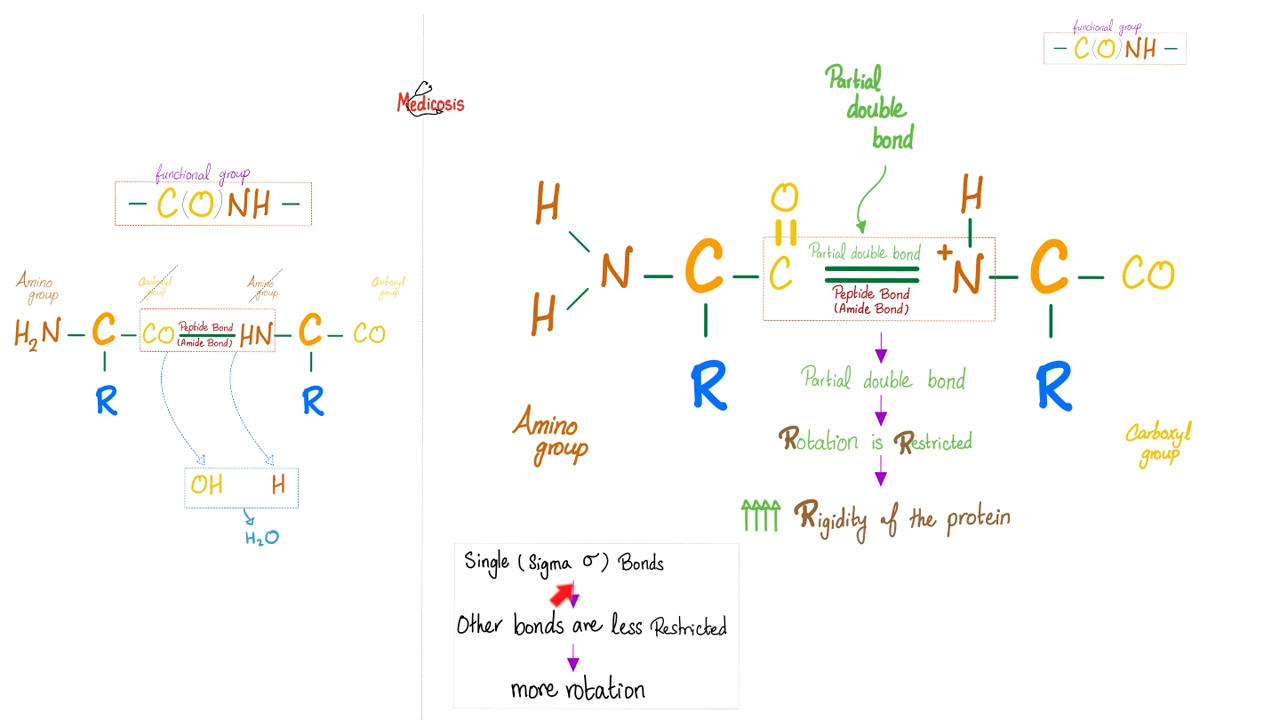 Medicosis
functional group
– C(O)NH –
Amino group
Carboxyl group
Amino group
Carboxyl group
H₂N – C – CO Peptide Bond (Amide Bond) HN – C – CO
R
R
OH H
H₂O
functional group
– C(O)NH –
Partial
double
bond
H
O
H
Partial double bond
N – C – C
+
N – C – CO
Peptide Bond
(Amide Bond)
H
R
R
Partial double bond
Amino
group
Rotation is Restricted
Carboxyl
group
↑↑↑↑ Rigidity of the protein
Single (Sigma σ) Bonds
Other bonds are less Restricted
more rotation